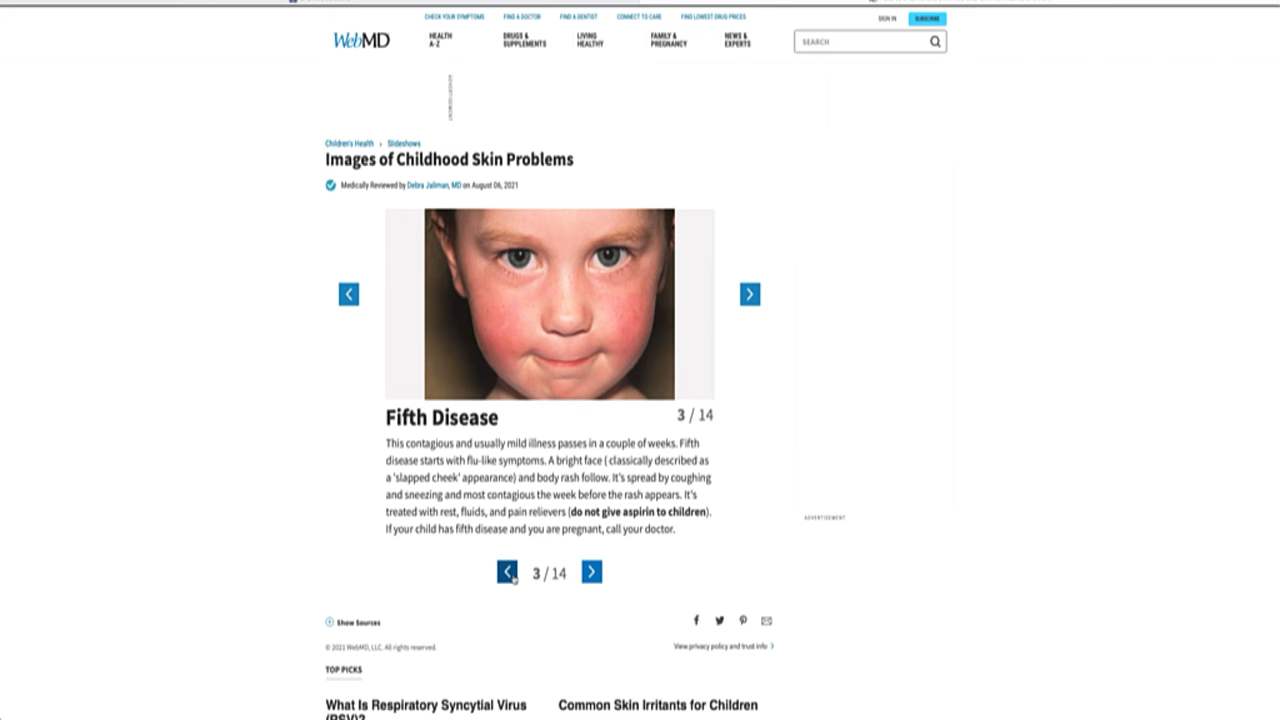 CHECK YOUR SYMPTOMS FIND A DOCTOR FIND A DENTIST CONNECT TO CARE FIND LOWEST DRUG PRICES SIGN IN SUBSCRIBE
WebMD
HEALTH
A-Z
DRUGS &
SUPPLEMENTS
LIVING
HEALTHY
FAMILY &
PREGNANCY
NEWS &
EXPERTS
SEARCH
ADVERTISEMENT
Children's Health > Slideshows
Images of Childhood Skin Problems
Medically Reviewed by Debra Jaliman, MD on August 06, 2021
Fifth Disease 3 / 14
This contagious and usually mild illness passes in a couple of weeks. Fifth
disease starts with flu-like symptoms. A bright face ( classically described as
a 'slapped cheek' appearance) and body rash follow. It's spread by coughing
and sneezing and most contagious the week before the rash appears. It's
treated with rest, fluids, and pain relievers (do not give aspirin to children).
If your child has fifth disease and you are pregnant, call your doctor.
ADVERTISEMENT
3 / 14
Show Sources
© 2021 WebMD, LLC. All rights reserved. View privacy policy and trust info
TOP PICKS
What Is Respiratory Syncytial Virus
(RSV)?
Common Skin Irritants for Children